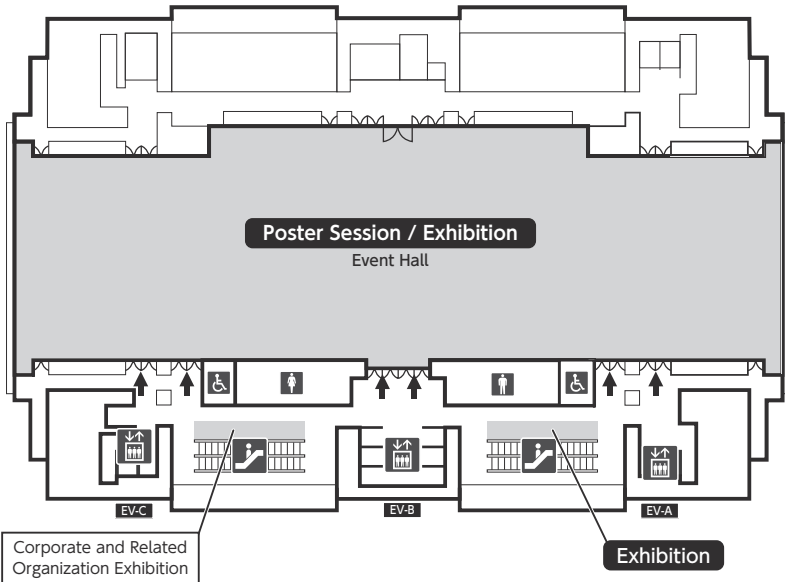 Poster Session / Exhibition
Event Hall
EV-C
EV-B
EV-A
Corporate and Related
Organization Exhibition
Exhibition